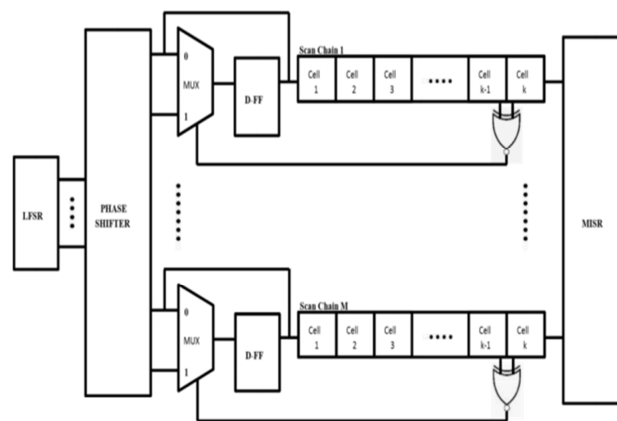 Scan Chain 1
0
MUX
1
D-FF
Cell 1
Cell 2
Cell 3
Cell k-1
Cell k
LFSR
PHASE SHIFTER
MISR
Scan Chain M
0
MUX
1
D-FF
Cell 1
Cell 2
Cell 3
Cell k-1
Cell k